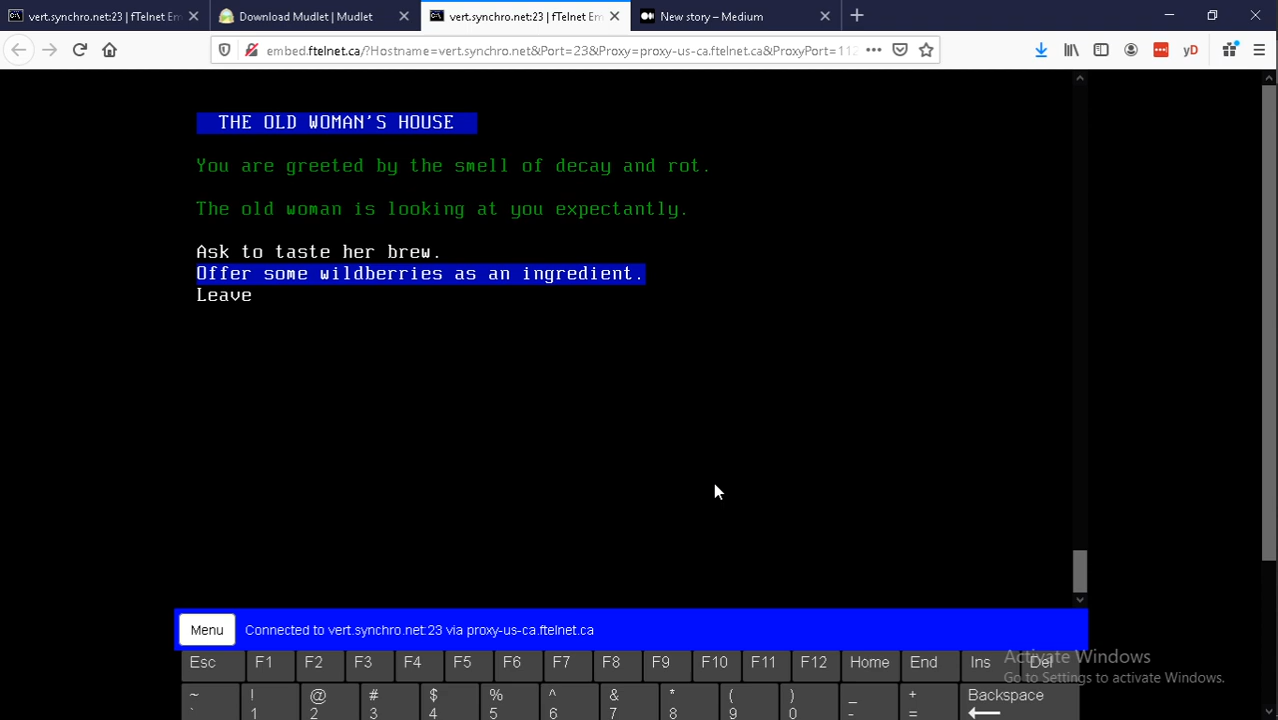 vert.synchro.net:23 | fTelnet Em
Download Mudlet | Mudlet
vert.synchro.net:23 | fTelnet Em
New story – Medium
embed.ftelnet.ca/?Hostname=vert.synchro.net&Port=23&Proxy=proxy-us-ca.ftelnet.ca&ProxyPort=112
yD
THE OLD WOMAN'S HOUSE
You are greeted by the smell of decay and rot.
The old woman is looking at you expectantly.
Ask to taste her brew.
Offer some wildberries as an ingredient.
Leave
Menu Connected to vert.synchro.net:23 via proxy-us-ca.ftelnet.ca
Esc F1 F2 F3 F4 F5 F6 F7 F8 F9 F10 F11 F12 Home End Ins Del
Activate Windows
Go to Settings to activate Windows.
~ ! @ # $ % ^ & * ( ) _ + Backspace
` 1 2 3 4 5 6 7 8 9 0 - =